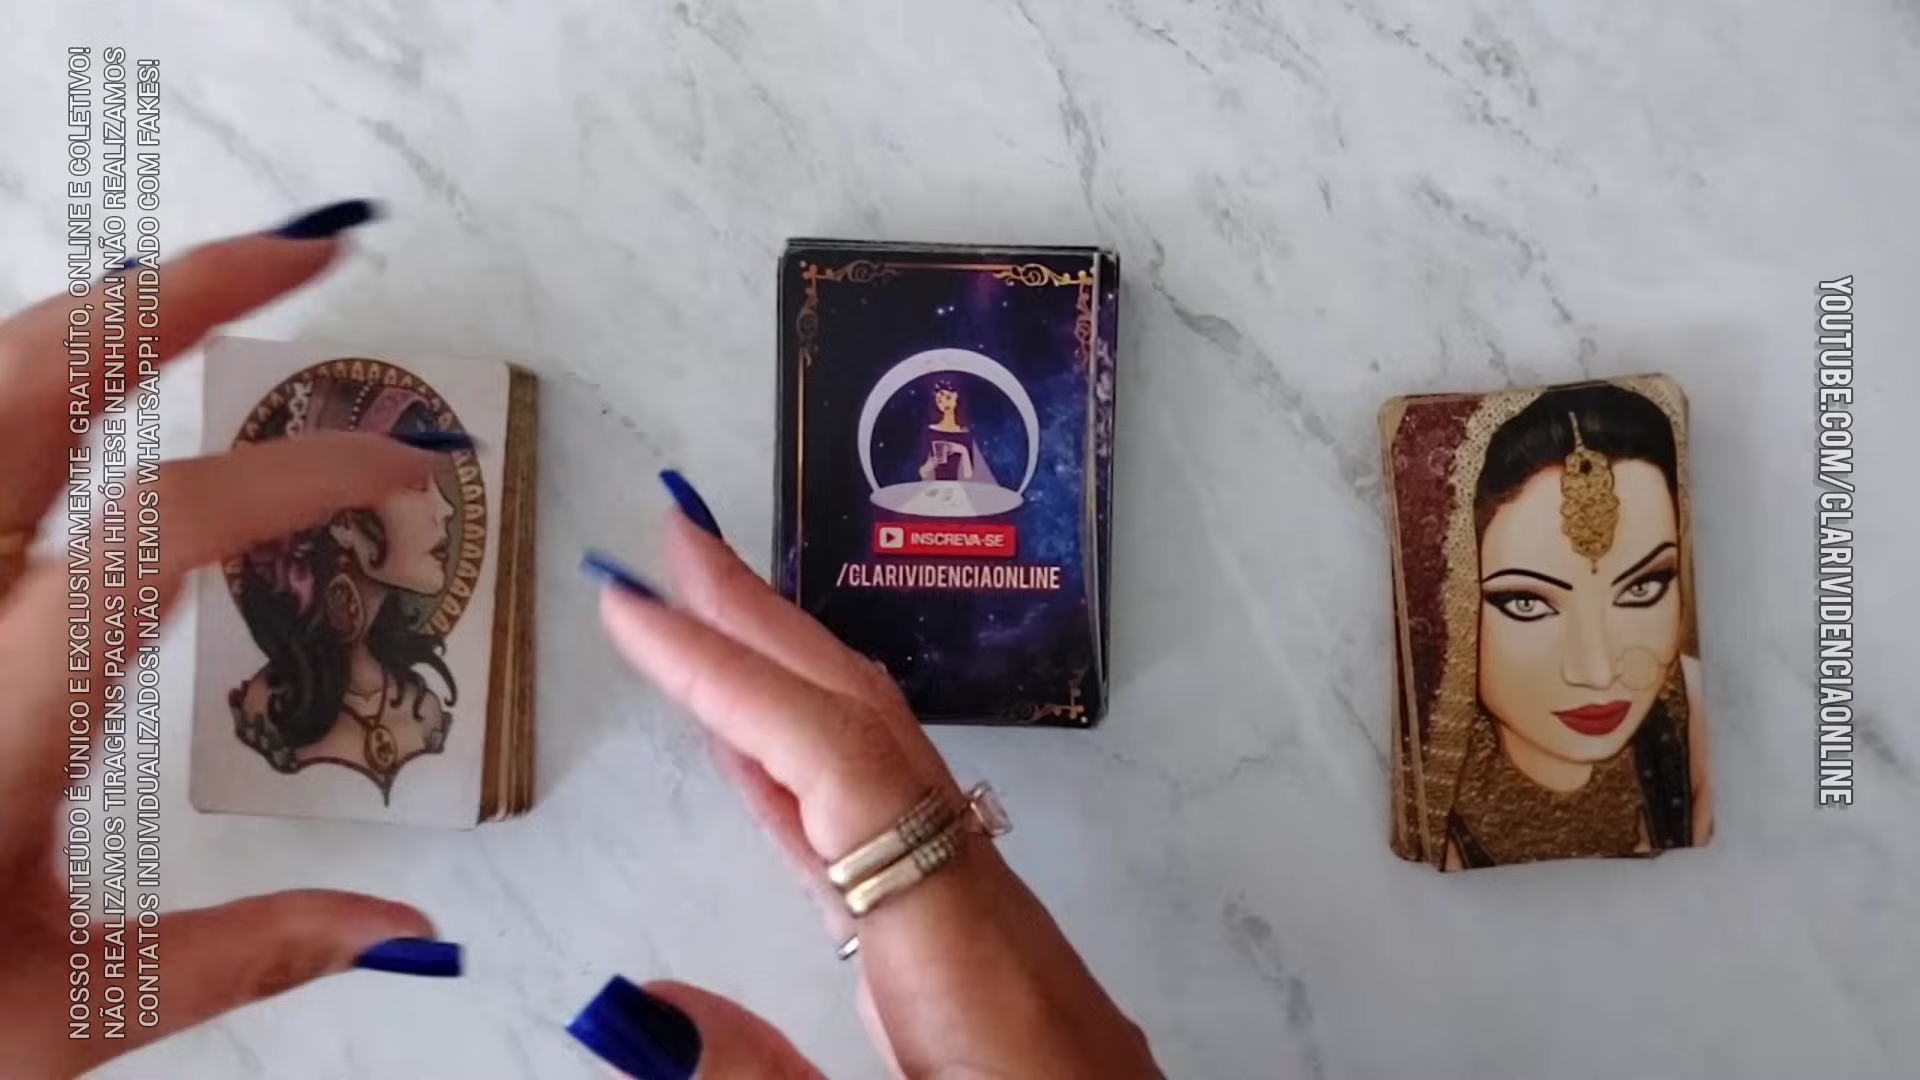 NOSSO CONTEÚDO É ÚNICO E EXCLUSIVAMENTE GRATUÍTO, ONLINE E COLETIVO!
NÃO REALIZAMOS TIRAGENS PAGAS EM HIPÓTESE NENHUMA! NÃO REALIZAMOS
CONTATOS INDIVIDUALIZADOS! NÃO TEMOS WHATSAPP! CUIDADO COM FAKES!
INSCREVA-SE
/CLARIVIDENCIAONLINE
YOUTUBE.COM/CLARIVIDENCIAONLINE